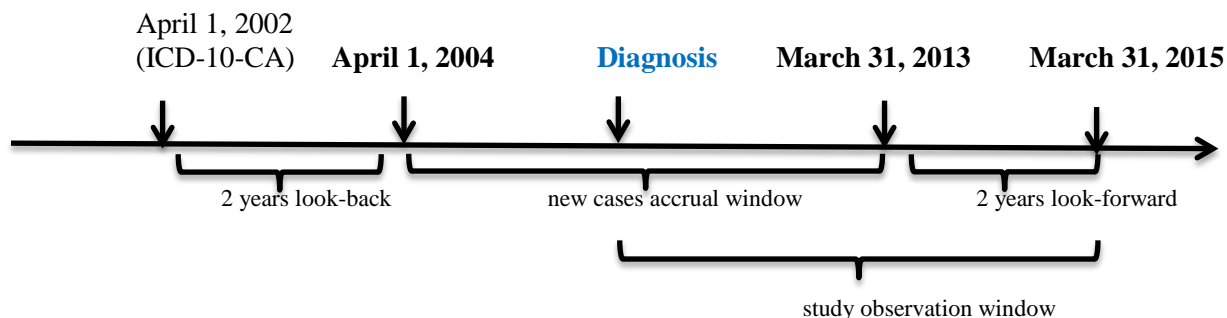 April 1, 2002
(ICD-10-CA)
April 1, 2004
Diagnosis
March 31, 2013
March 31, 2015
2 years look-back
new cases accrual window
2 years look-forward
study observation window